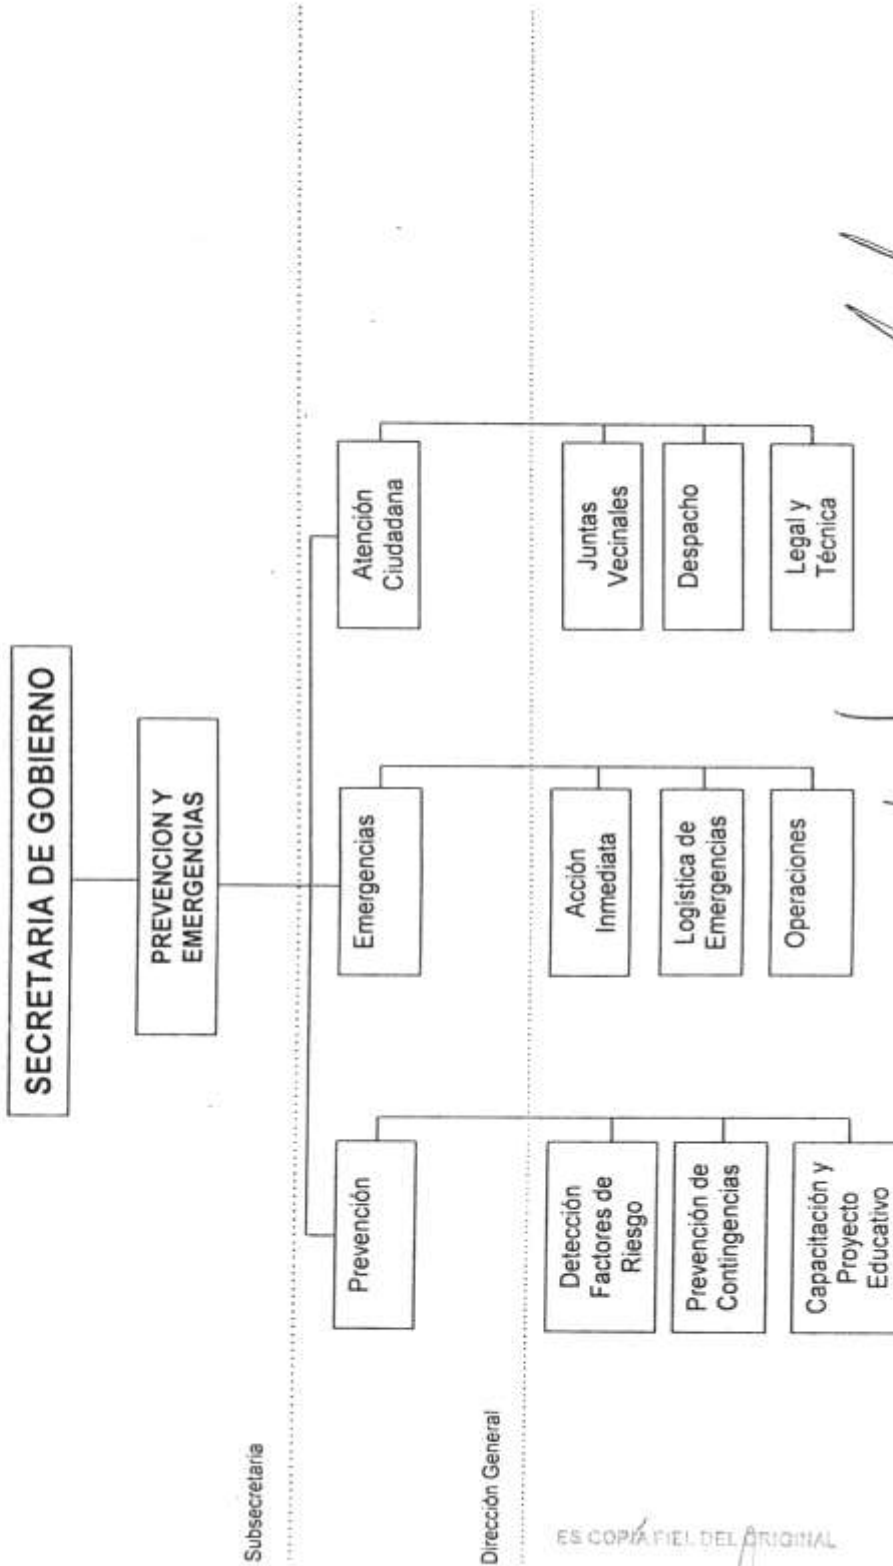 SECRETARIA DE GOBIERNO
PREVENCION Y
EMERGENCIAS
Subsecretaria
Prevención
Emergencias
Atención
Ciudadana
Dirección General
Detección
Factores de
Riesgo
Prevención de
Contingencias
Capacitación y
Proyecto
Educativo
Acción
Inmediata
Logística de
Emergencias
Operaciones
Juntas
Vecinales
Despacho
Legal y
Técnica
ES COPIA FIEL DEL ORIGINAL